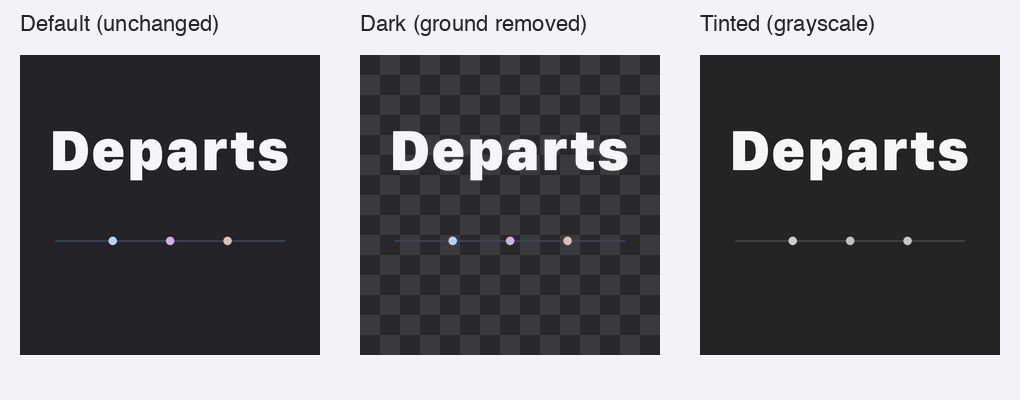 Default (unchanged)
Dark (ground removed)
Tinted (grayscale)
Departs
Departs
Departs